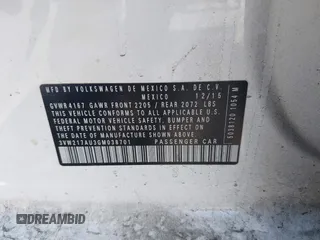 MFD BY VOLKSWAGEN DE MEXICO S.A. DE C.V.
MEXICO 12/15
GVWR 4167 GAWR FRONT 2205 / REAR 2072 LBS
THIS VEHICLE CONFORMS TO ALL APPLICABLE U.S.
FEDERAL MOTOR VEHICLE SAFETY, BUMPER AND
THEFT PREVENTION STANDARDS IN EFFECT ON
THE DATE OF MANUFACTURE SHOWN ABOVE.
3VW217AU3GM038701 PASSENGER CAR
5038120 1054 M
DREAMBID